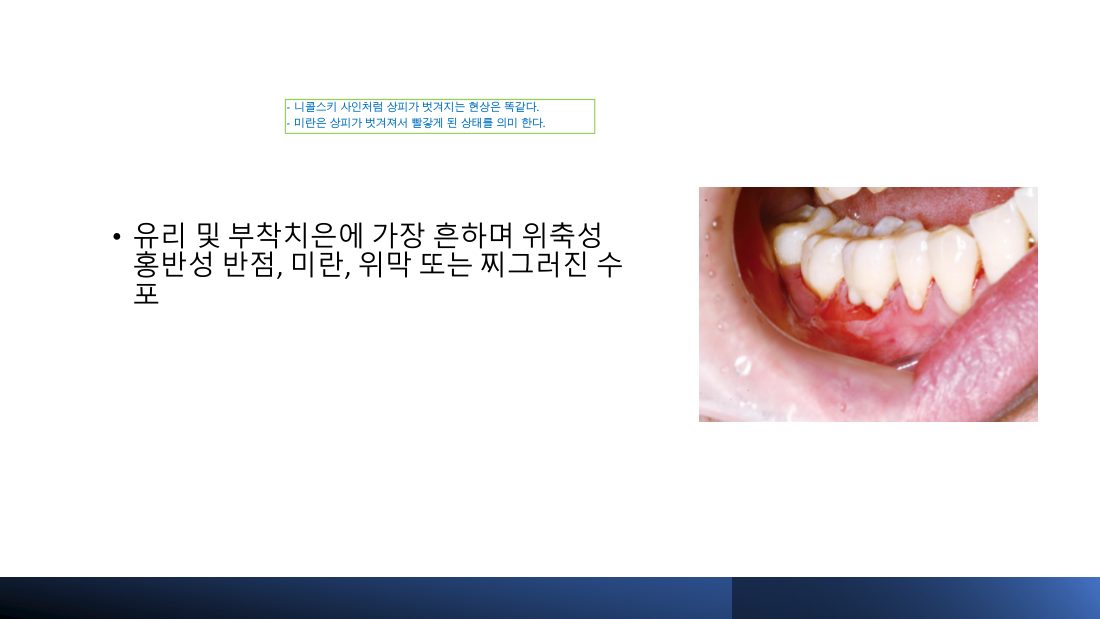 - 니콜스키 사인처럼 상피가 벗겨지는 현상은 똑같다.
- 미란은 상피가 벗겨져서 빨갛게 된 상태를 의미 한다.
• 유리 및 부착치은에 가장 흔하며 위축성
홍반성 반점, 미란, 위막 또는 찌그러진 수
포